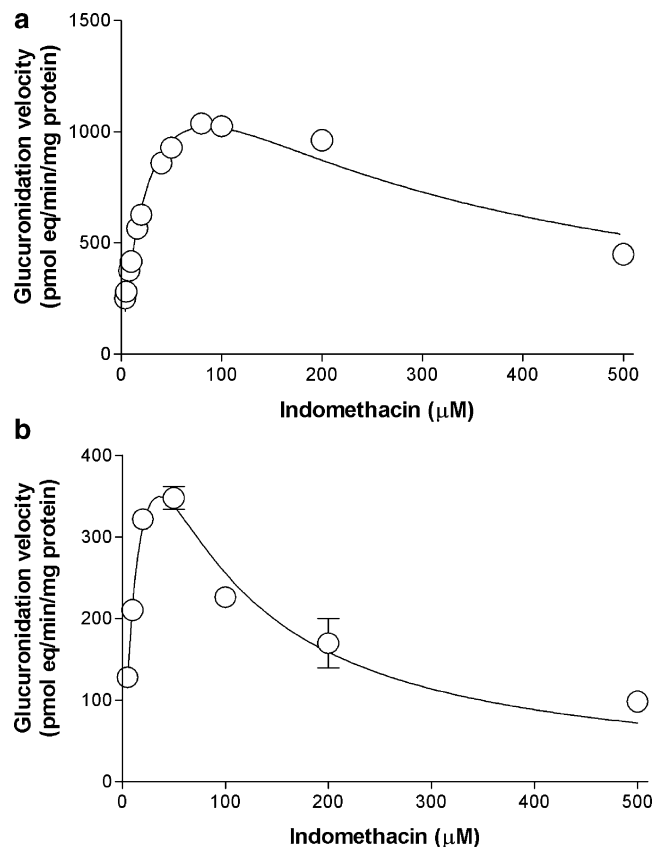 a
Glucuronidation velocity
(pmol eq/min/mg protein)
1500
1000
500
0
0 100 200 300 400 500
Indomethacin (μM)
b
Glucuronidation velocity
(pmol eq/min/mg protein)
400
300
200
100
0
0 100 200 300 400 500
Indomethacin (μM)